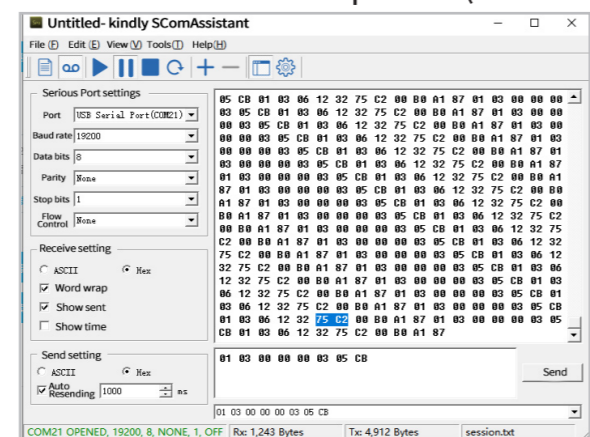 Untitled- kindly SComAssistant
File (F) Edit (E) View (V) Tools(T) Help(H)
Serious Port settings
Port USB Serial Port(COM21)
Baud rate 19200
Data bits 8
Parity None
Stop bits 1
Flow Control None
Receive setting
ASCII Hex
Word wrap
Show sent
Show time
05 CB 01 03 06 12 32 75 C2 00 B0 A1 87 01 03 00 00 00
03 05 CB 01 03 06 12 32 75 C2 00 B0 A1 87 01 03 00 00
00 03 05 CB 01 03 06 12 32 75 C2 00 B0 A1 87 01 03 00
00 00 03 05 CB 01 03 06 12 32 75 C2 00 B0 A1 87 01 03
00 00 00 03 05 CB 01 03 06 12 32 75 C2 00 B0 A1 87 01
03 00 00 00 03 05 CB 01 03 06 12 32 75 C2 00 B0 A1 87
01 03 00 00 00 03 05 CB 01 03 06 12 32 75 C2 00 B0 A1
87 01 03 00 00 00 03 05 CB 01 03 06 12 32 75 C2 00 B0
A1 87 01 03 00 00 00 03 05 CB 01 03 06 12 32 75 C2 00
B0 A1 87 01 03 00 00 00 03 05 CB 01 03 06 12 32 75 C2
00 B0 A1 87 01 03 00 00 00 03 05 CB 01 03 06 12 32 75
C2 00 B0 A1 87 01 03 00 00 00 03 05 CB 01 03 06 12 32
75 C2 00 B0 A1 87 01 03 00 00 00 03 05 CB 01 03 06 12
32 75 C2 00 B0 A1 87 01 03 00 00 00 03 05 CB 01 03 06
12 32 75 C2 00 B0 A1 87 01 03 00 00 00 03 05 CB 01 03
06 12 32 75 C2 00 B0 A1 87 01 03 00 00 00 03 05 CB 01
03 06 12 32 75 C2 00 B0 A1 87 01 03 00 00 00 03 05 CB
01 03 06 12 32 75 C2 00 B0 A1 87 01 03 00 00 00 03 05
CB 01 03 06 12 32 75 C2 00 B0 A1 87
Send setting
ASCII Hex
Auto Resending 1000 ms
01 03 00 00 00 03 05 CB
Send
01 03 00 00 00 03 05 CB
COM21 OPENED, 19200, 8, NONE, 1, OFF Rx: 1,243 Bytes Tx: 4,912 Bytes session.txt